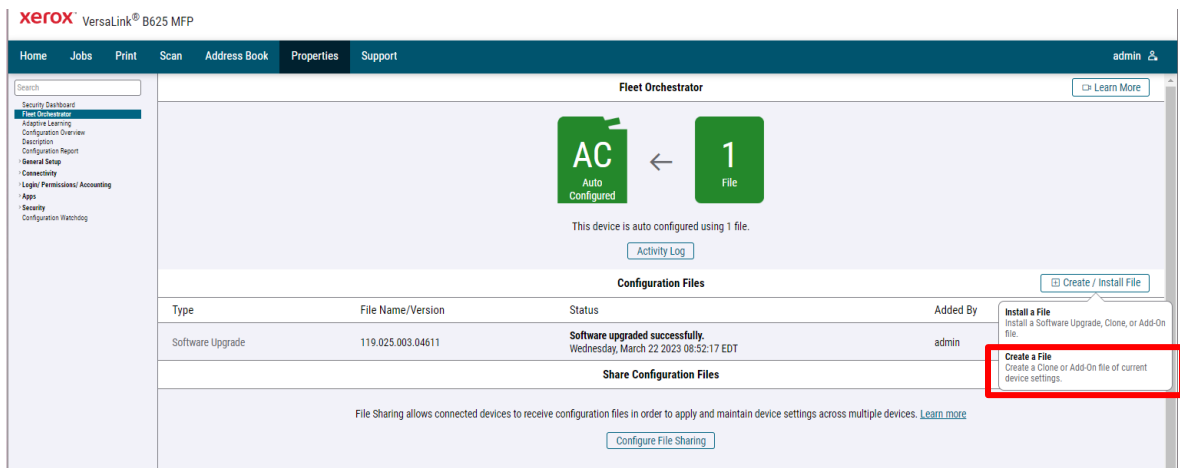 xerox™ VersaLink® B625 MFP
Home Jobs Print Scan Address Book Properties Support admin
Search
Security Dashboard
Fleet Orchestrator
Adaptive Learning
Configuration Overview
Description
Configuration Report
General Setup
Connectivity
Login/ Permissions/ Accounting
Apps
Security
Configuration Watchdog
Fleet Orchestrator
Learn More
AC
Auto
Configured
←
1
File
This device is auto configured using 1 file.
Activity Log
Configuration Files
Create / Install File
Type File Name/Version Status Added By
Software Upgrade 119.025.003.04611 Software upgraded successfully. admin
Wednesday, March 22 2023 08:52:17 EDT
Install a File
Install a Software Upgrade, Clone, or Add-On
file.
Create a File
Create a Clone or Add-On file of current
device settings.
Share Configuration Files
File Sharing allows connected devices to receive configuration files in order to apply and maintain device settings across multiple devices. Learn more
Configure File Sharing